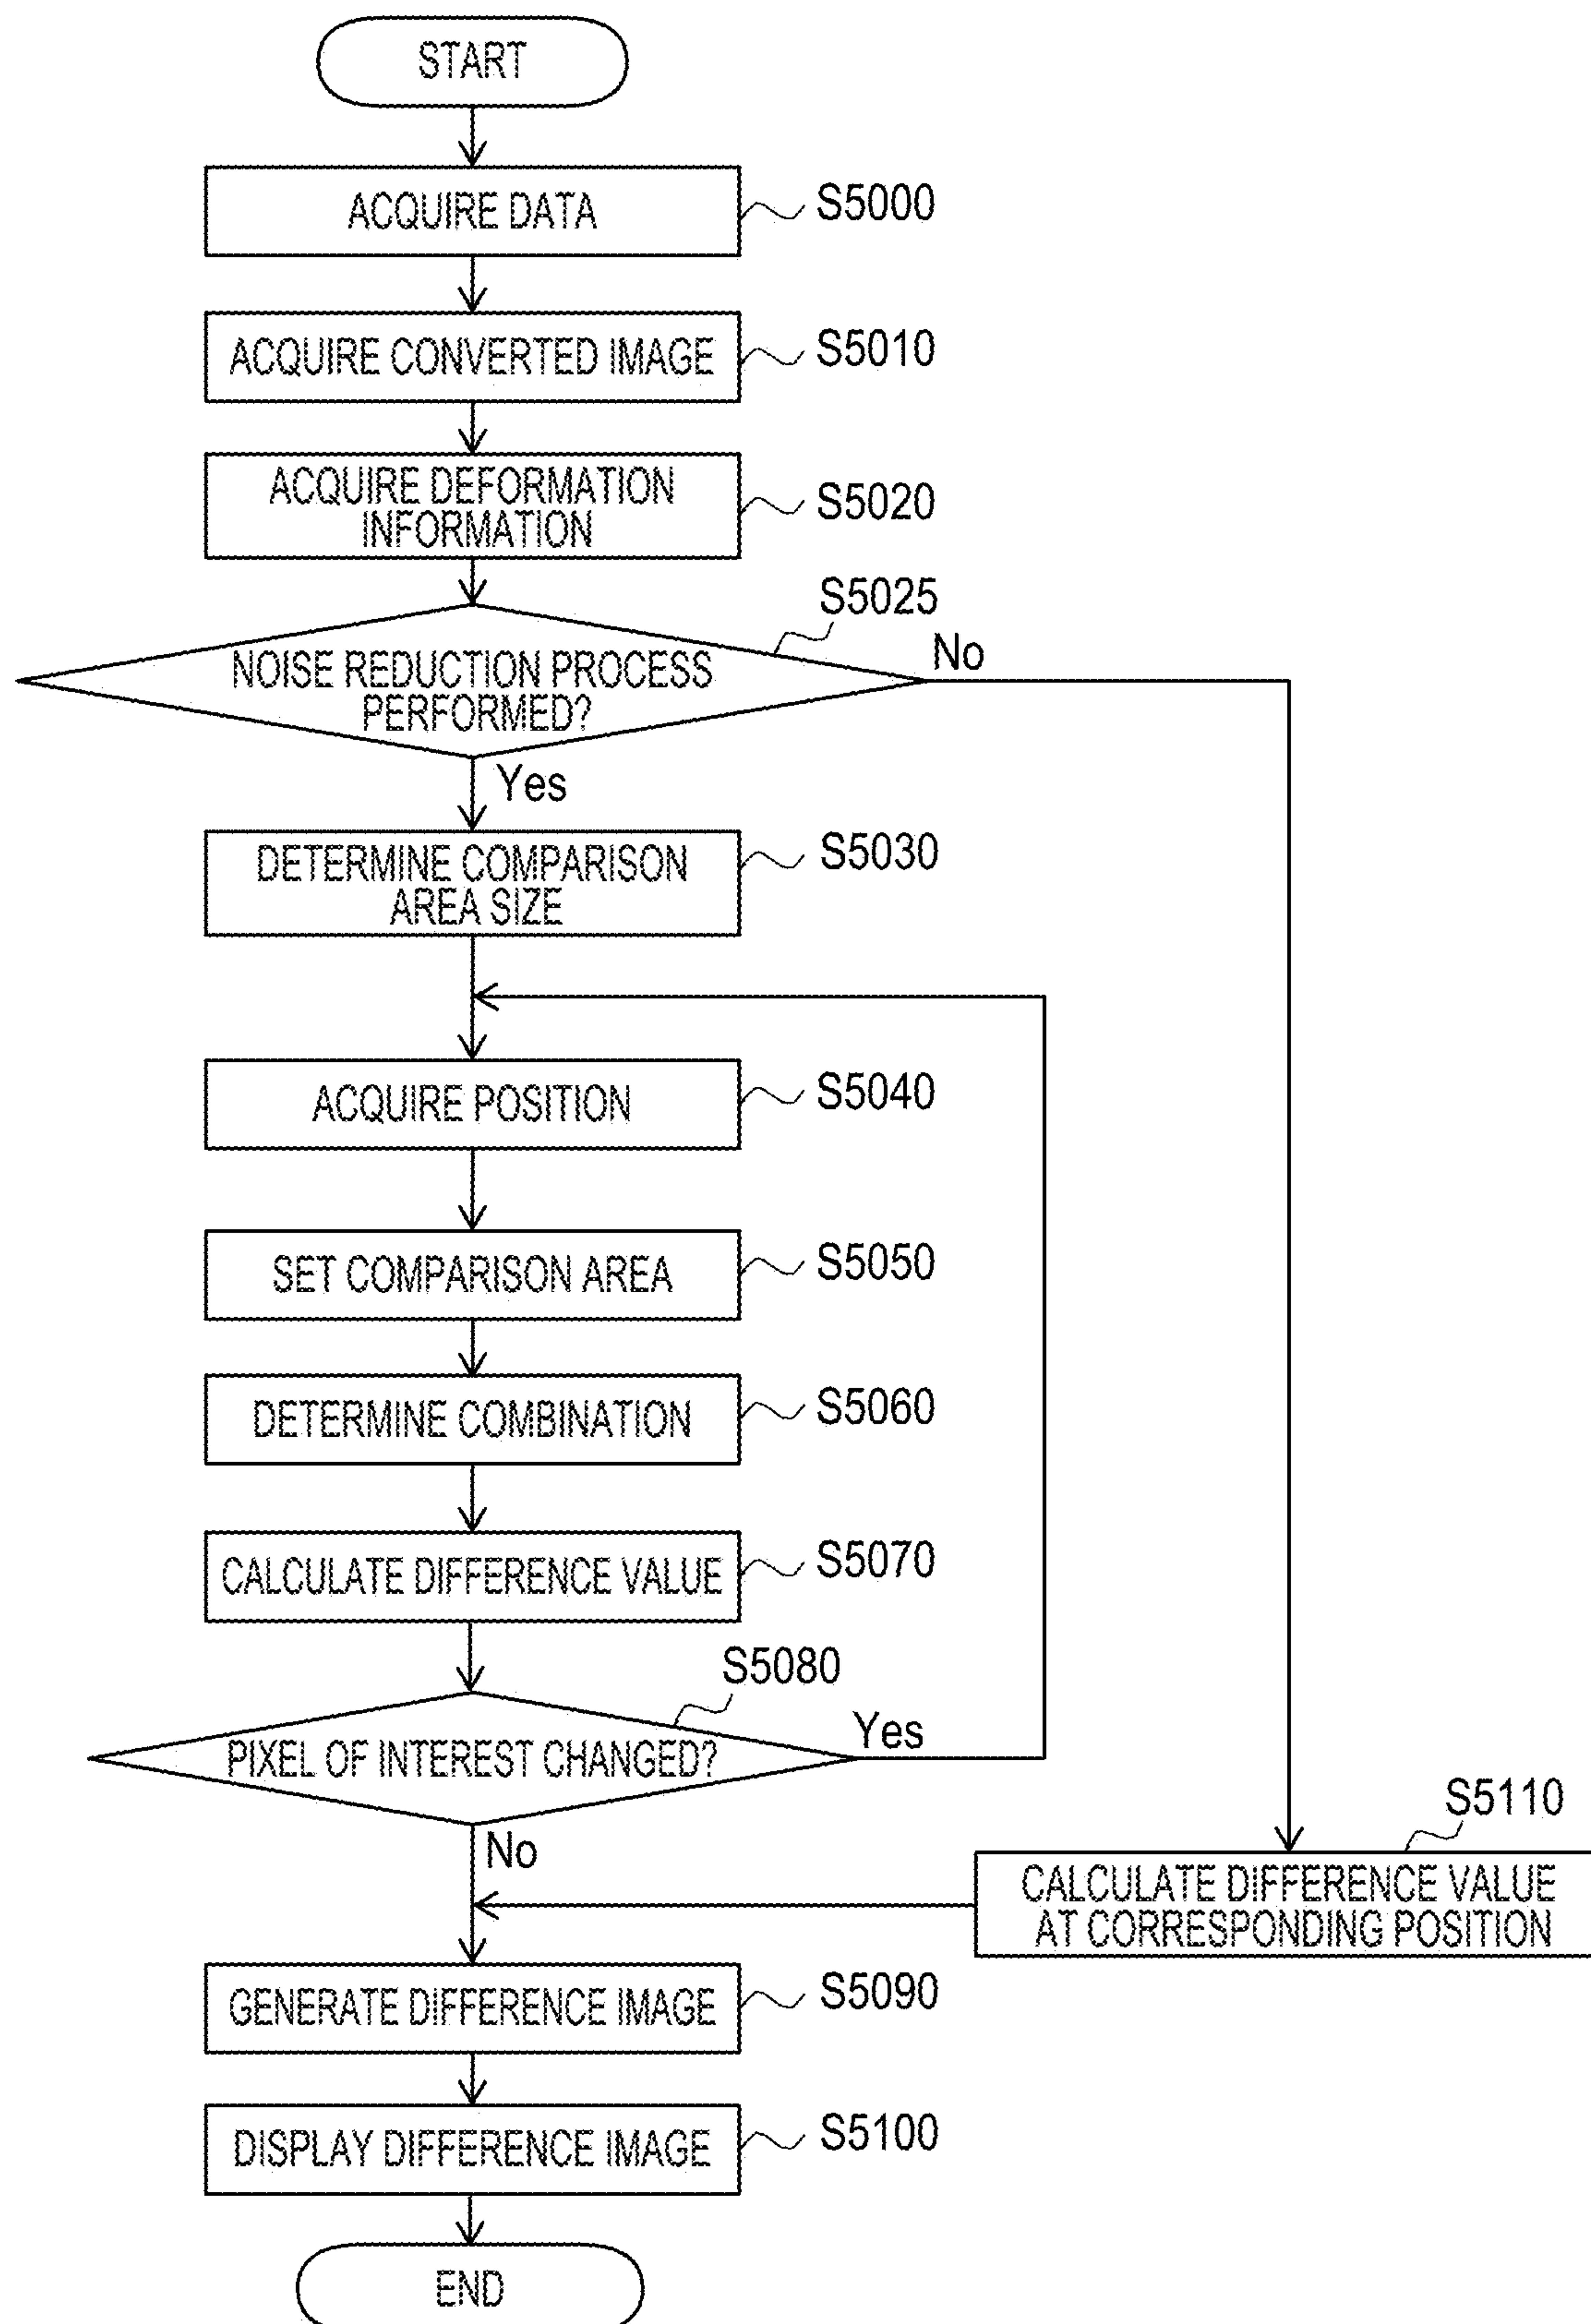 START
ACQUIRE DATA
S5000
ACQUIRE CONVERTED IMAGE
S5010
ACQUIRE DEFORMATION
INFORMATION
S5020
S5025
NOISE REDUCTION PROCESS
PERFORMED?
No
Yes
DETERMINE COMPARISON
AREA SIZE
S5030
ACQUIRE POSITION
S5040
SET COMPARISON AREA
S5050
DETERMINE COMBINATION
S5060
CALCULATE DIFFERENCE VALUE
S5070
S5080
PIXEL OF INTEREST CHANGED?
Yes
No
S5110
CALCULATE DIFFERENCE VALUE
AT CORRESPONDING POSITION
GENERATE DIFFERENCE IMAGE
S5090
DISPLAY DIFFERENCE IMAGE
S5100
END